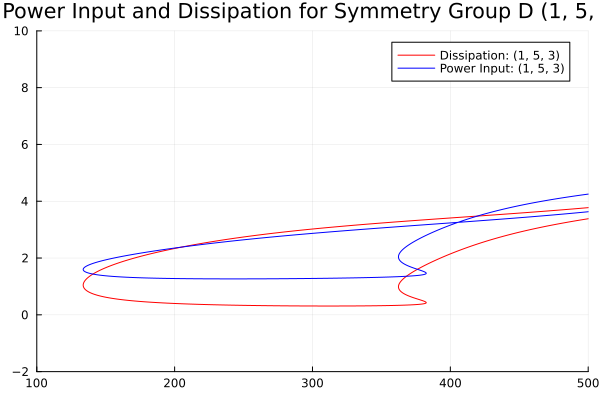 Power Input and Dissipation for Symmetry Group D (1, 5,
Dissipation: (1, 5, 3)
Power Input: (1, 5, 3)
10
8
6
4
2
0
−2
100 200 300 400 500